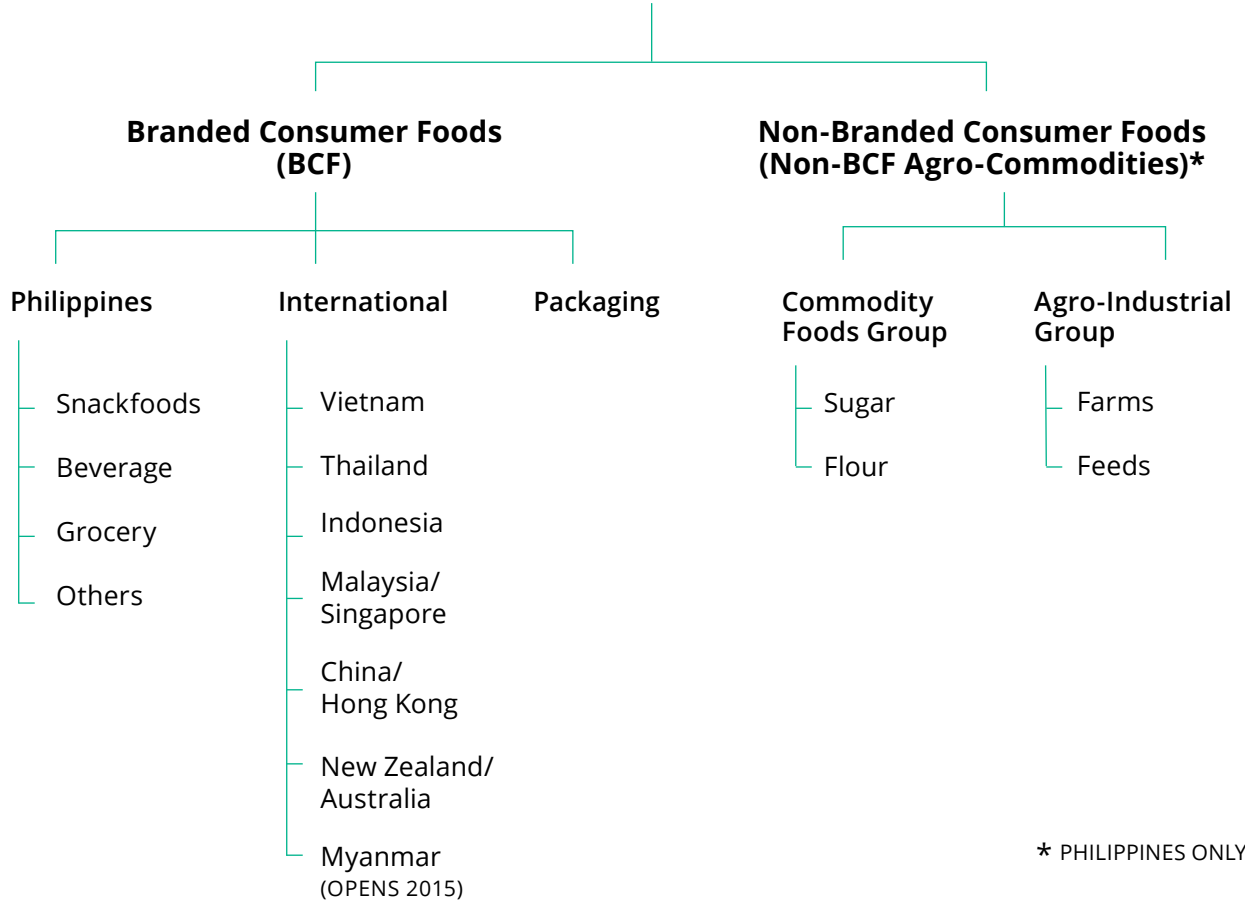 Branded Consumer Foods
(BCF)
Non-Branded Consumer Foods
(Non-BCF Agro-Commodities)*
Philippines
Snackfoods
Beverage
Grocery
Others
International
Vietnam
Thailand
Indonesia
Malaysia/
Singapore
China/
Hong Kong
New Zealand/
Australia
Myanmar
(OPENS 2015)
Packaging
Commodity
Foods Group
Sugar
Flour
Agro-Industrial
Group
Farms
Feeds
* PHILIPPINES ONLY